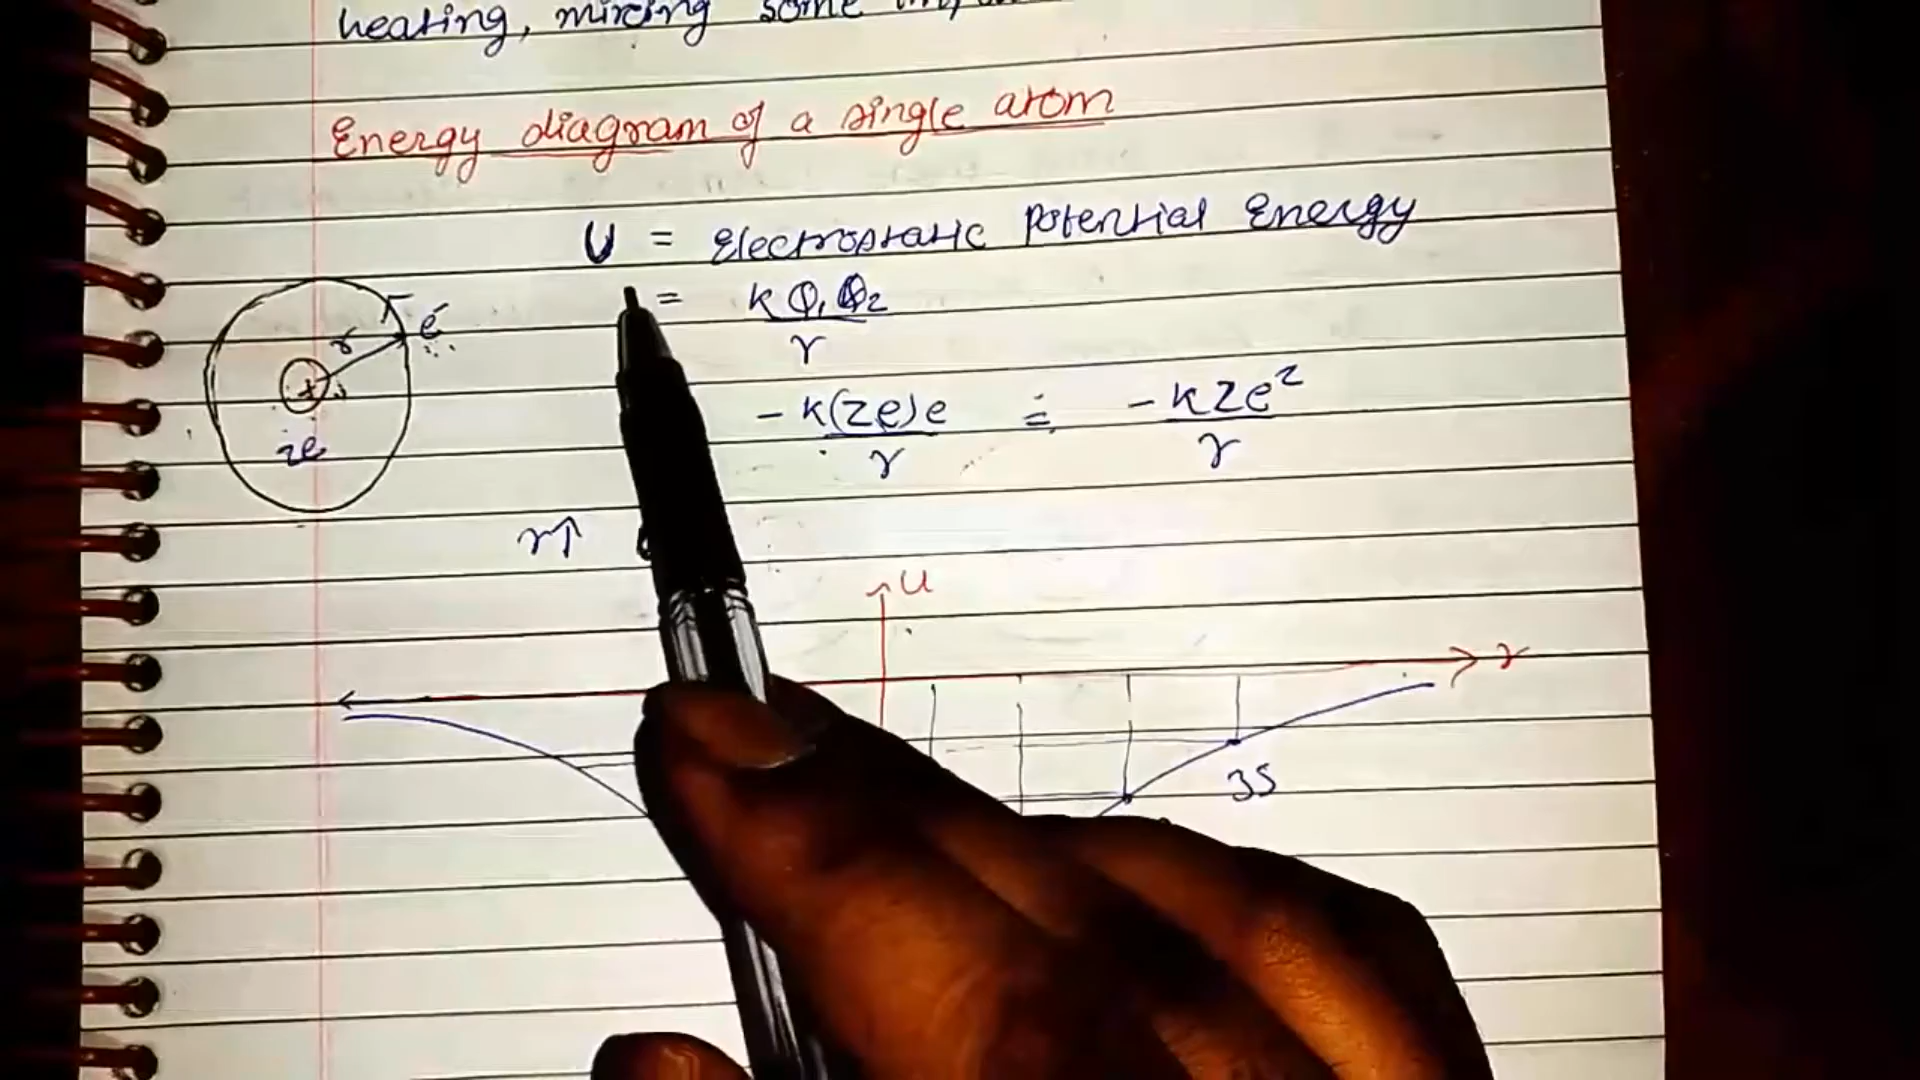 heating, mixing some
Energy diagram of a single atom
U = Electrostatic Potential Energy
= kQ1Q2
r
r e-
+
ze
-k(ze)e = -kze²
r r
r↑
U
r
3S